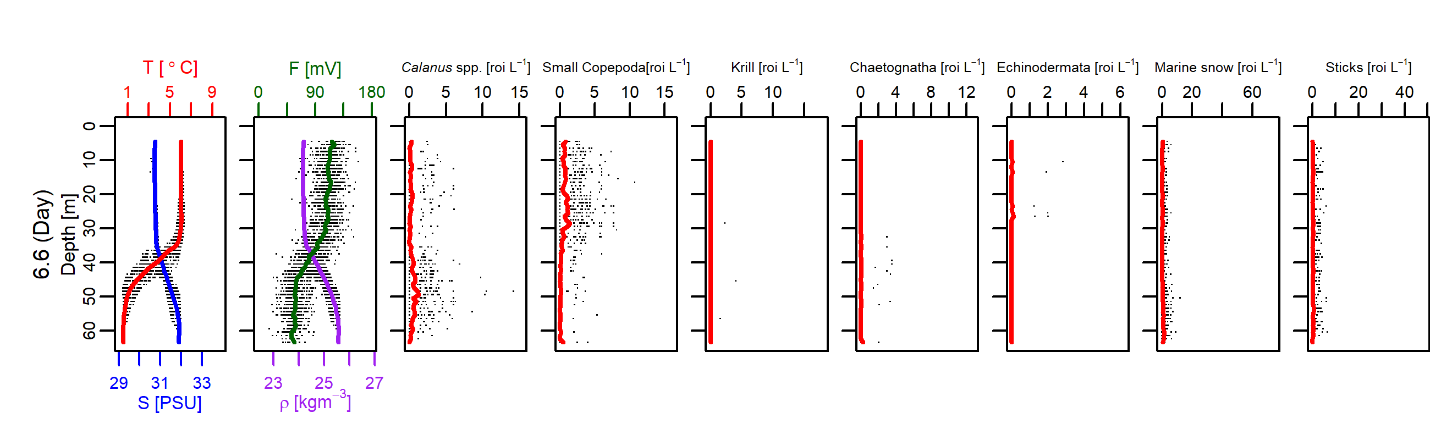 T [ ° C]
F [mV]
Calanus spp. [roi L⁻¹]
Small Copepoda[roi L⁻¹]
Krill [roi L⁻¹]
Chaetognatha [roi L⁻¹]
Echinodermata [roi L⁻¹]
Marine snow [roi L⁻¹]
Sticks [roi L⁻¹]
1 5 9
0 90 180
0 5 10 15
0 5 10 15
0 5 10
0 4 8 12
0 2 4 6
0 20 60
0 20 40
6.6 (Day)
Depth [m]
0
10
20
30
40
50
60
29 31 33
S [PSU]
23 25 27
ρ [kgm⁻³]